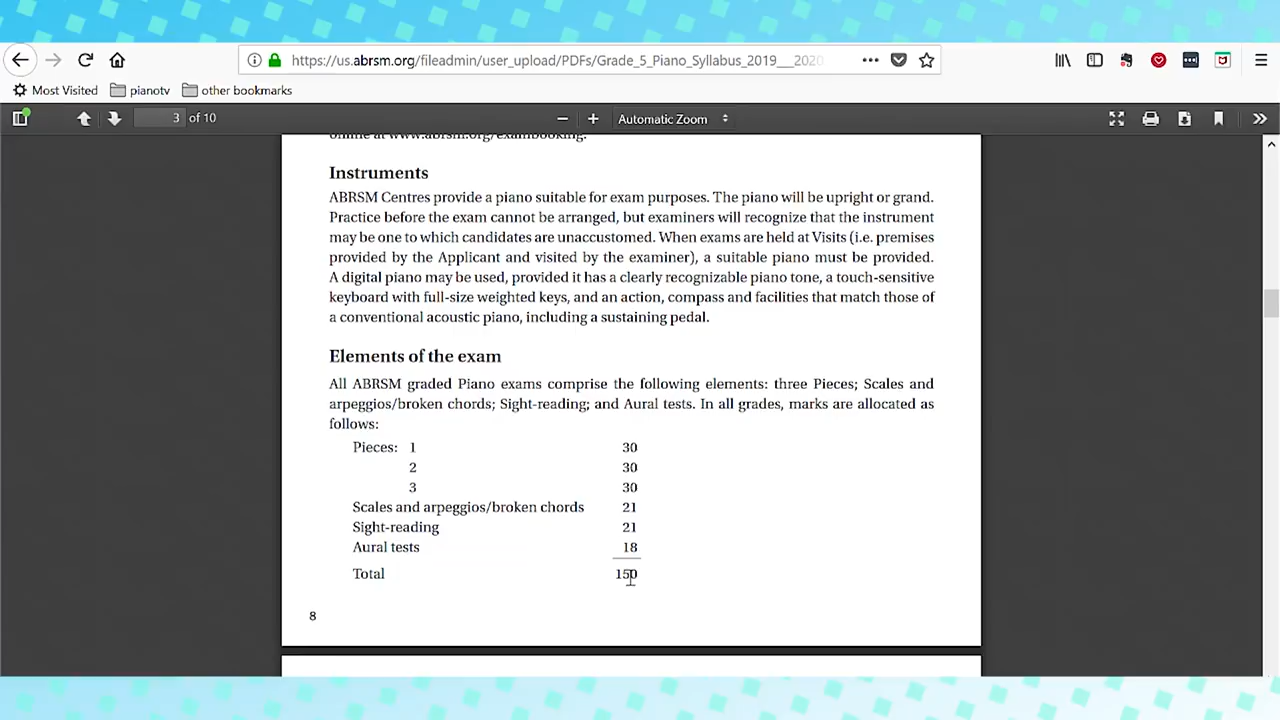 https://us.abrsm.org/fileadmin/user_upload/PDFs/Grade_5_Piano_Syllabus_2019___2020
Most Visited pianotv other bookmarks
3 of 10 Automatic Zoom
online at www.abrsm.org/exambooking.
Instruments
ABRSM Centres provide a piano suitable for exam purposes. The piano will be upright or grand.
Practice before the exam cannot be arranged, but examiners will recognize that the instrument
may be one to which candidates are unaccustomed. When exams are held at Visits (i.e. premises
provided by the Applicant and visited by the examiner), a suitable piano must be provided.
A digital piano may be used, provided it has a clearly recognizable piano tone, a touch-sensitive
keyboard with full-size weighted keys, and an action, compass and facilities that match those of
a conventional acoustic piano, including a sustaining pedal.
Elements of the exam
All ABRSM graded Piano exams comprise the following elements: three Pieces; Scales and
arpeggios/broken chords; Sight-reading; and Aural tests. In all grades, marks are allocated as
follows:
Pieces: 1 30
2 30
3 30
Scales and arpeggios/broken chords 21
Sight-reading 21
Aural tests 18
Total 150
8